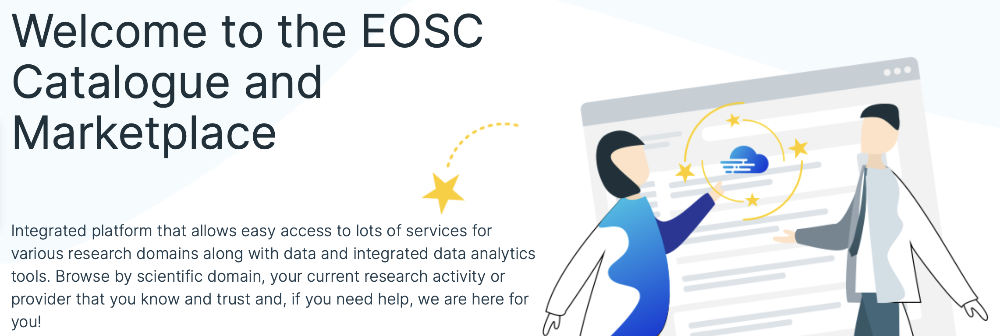 Welcome to the EOSC
Catalogue and
Marketplace
Integrated platform that allows easy access to lots of services for
various research domains along with data and integrated data analytics
tools. Browse by scientific domain, your current research activity or
provider that you know and trust and, if you need help, we are here for
you!